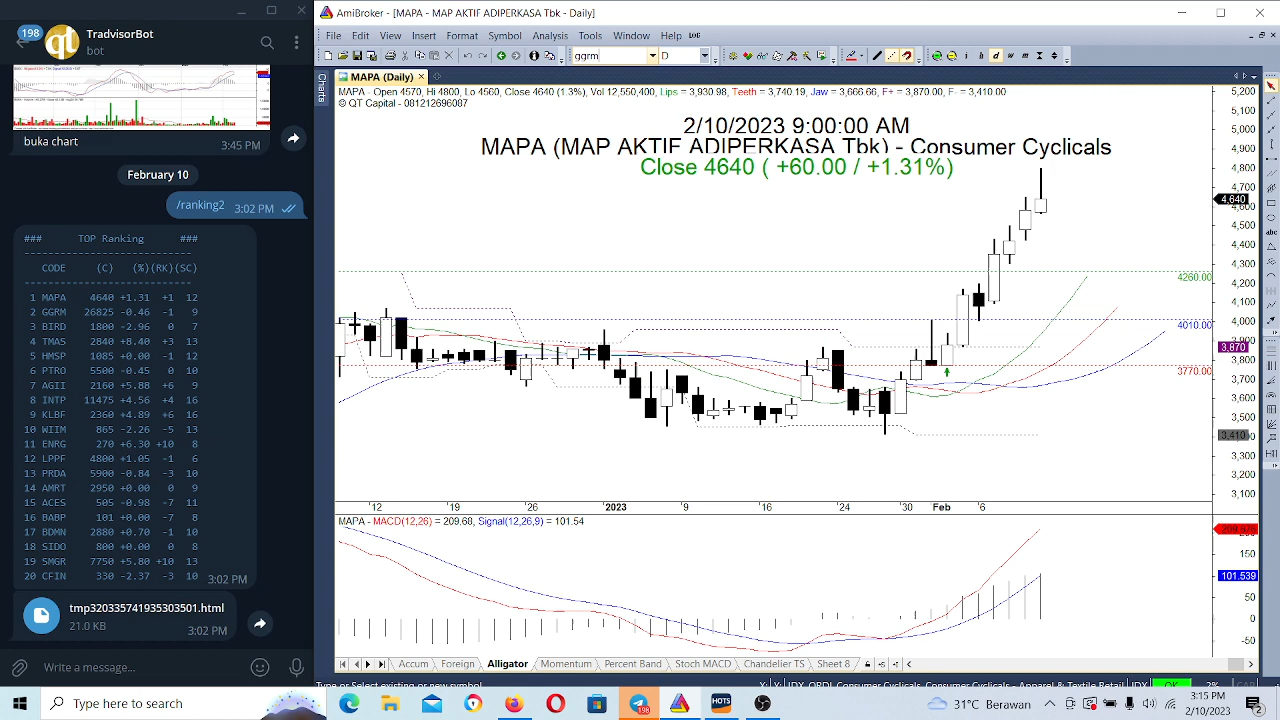 198
TradvisorBot
bot
buka chart
3:45 PM
February 10
/ranking2
3:02 PM
### TOP Ranking ###
CODE (C) (%)(RK)(SC)
1 MAPA 4640 +1.31 +1 12
2 GGRM 26825 -0.46 -1 9
3 BIRD 1800 -2.96 0 7
4 TMAS 2840 +8.40 +3 13
5 HMSP 1085 +0.00 -1 12
6 PTRO 5500 -0.45 0 10
7 AGII 2160 +5.88 +6 9
8 INTP 11475 +4.56 +4 16
9 KLBF 2360 +4.89 +6 16
10 WIIM 865 -2.26 -5 13
11 ENRG 270 +6.30 +10 8
12 LPPF 4800 +1.05 -1 6
13 PRDA 5900 -0.84 -3 10
14 AMRT 2950 +0.00 0 9
15 ACES 505 -0.98 -7 11
16 BABP 101 +0.00 -7 8
17 BDMN 2880 +0.70 -1 10
18 SIDO 800 +0.00 0 8
19 SMGR 7750 +5.80 +10 13
20 CFIN 330 -2.37 -3 10
3:02 PM
tmp320335741935303501.html
21.0 KB
3:02 PM
Write a message...
AmiBroker - [MAPA - MAP AKTIF ADIPERKASA Tbk - Daily]
File Edit View Insert Format Analysis Symbol Tools Window Help
qrm
D
Charts
MAPA (Daily)
MAPA - Open 4570, Hi 4800, Lo 4570, Close 4640 (1.3%), Vol 12,560,400, Lips = 3,930.98, Teeth = 3,740.19, Jaw = 3,666.66, F+ = 3,870.00, F- = 3,410.00
2/10/2023 9:00:00 AM
MAPA (MAP AKTIF ADIPERKASA Tbk) - Consumer Cyclicals
Close 4640 ( +60.00 / +1.31%)
5,200
5,100
5,000
4,900
4,700
4,640
4,600
4,500
4,400
4,300
4260.00
4,200
4,100
4010.00
4,000
3,900
3,870
3,800
3770.00
3,700
3,600
3,500
3,410
3,300
3,200
3,100
12 19 26 2023 9 16 24 30 Feb 6
MAPA - MACD(12,26) = 209.68, Signal(12,26,9) = 101.54
150
101.539
50
0
-50
Accum Foreign Alligator Momentum Percent Band Stoch MACD Chandelier TS Sheet 8
Type here to search
HOTS
31°C Berawan
3:15 PM
2/10/2023